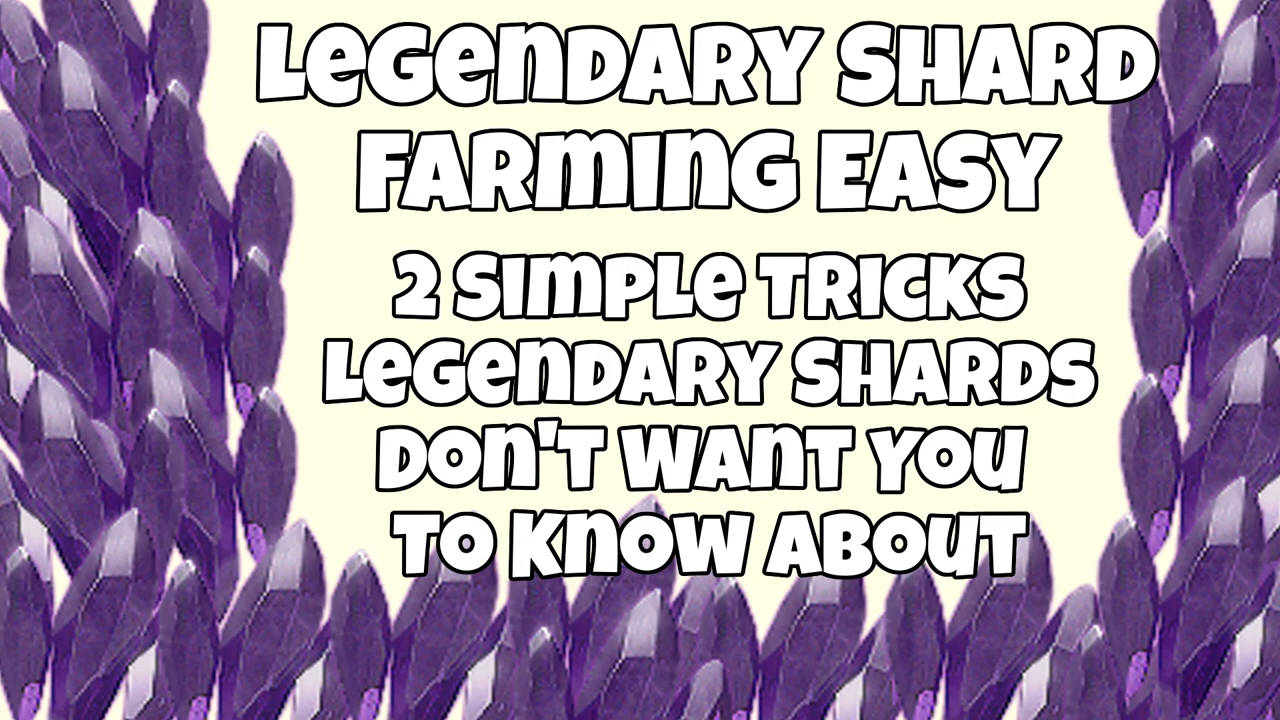 LEGENDARY SHARD
FARMING EASY
2 SIMPLE TRICKS
LEGENDARY SHARDS
DON'T WANT YOU
TO KNOW ABOUT